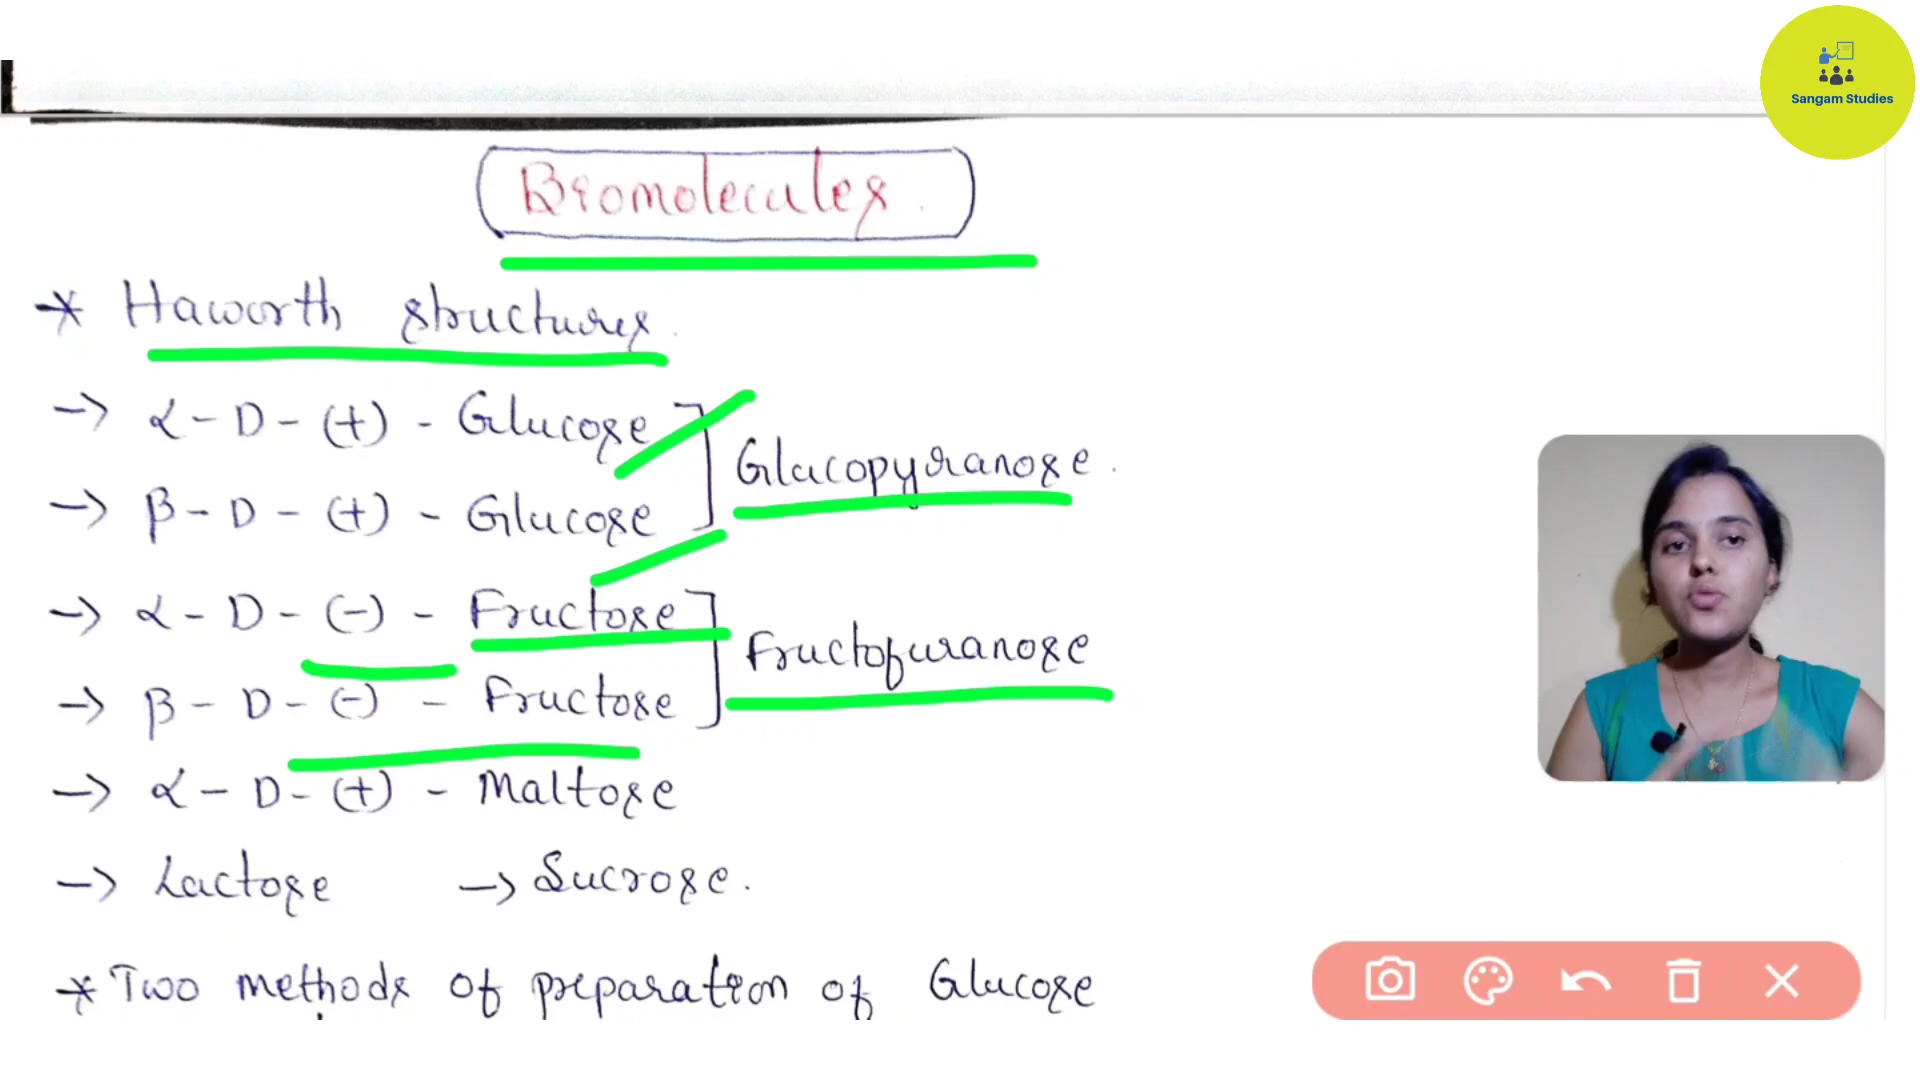 Sangam Studies
Biomolecules.
* Haworth structures.
→ α - D - (+) - Glucose
Glucopyranose.
→ β - D - (+) - Glucose
→ α - D - (-) - Fructose
Fructofuranose
→ β - D - (-) - Fructose
→ α - D - (+) - Maltose
→ Lactose → Sucrose.
* Two methods of preparation of Glucose